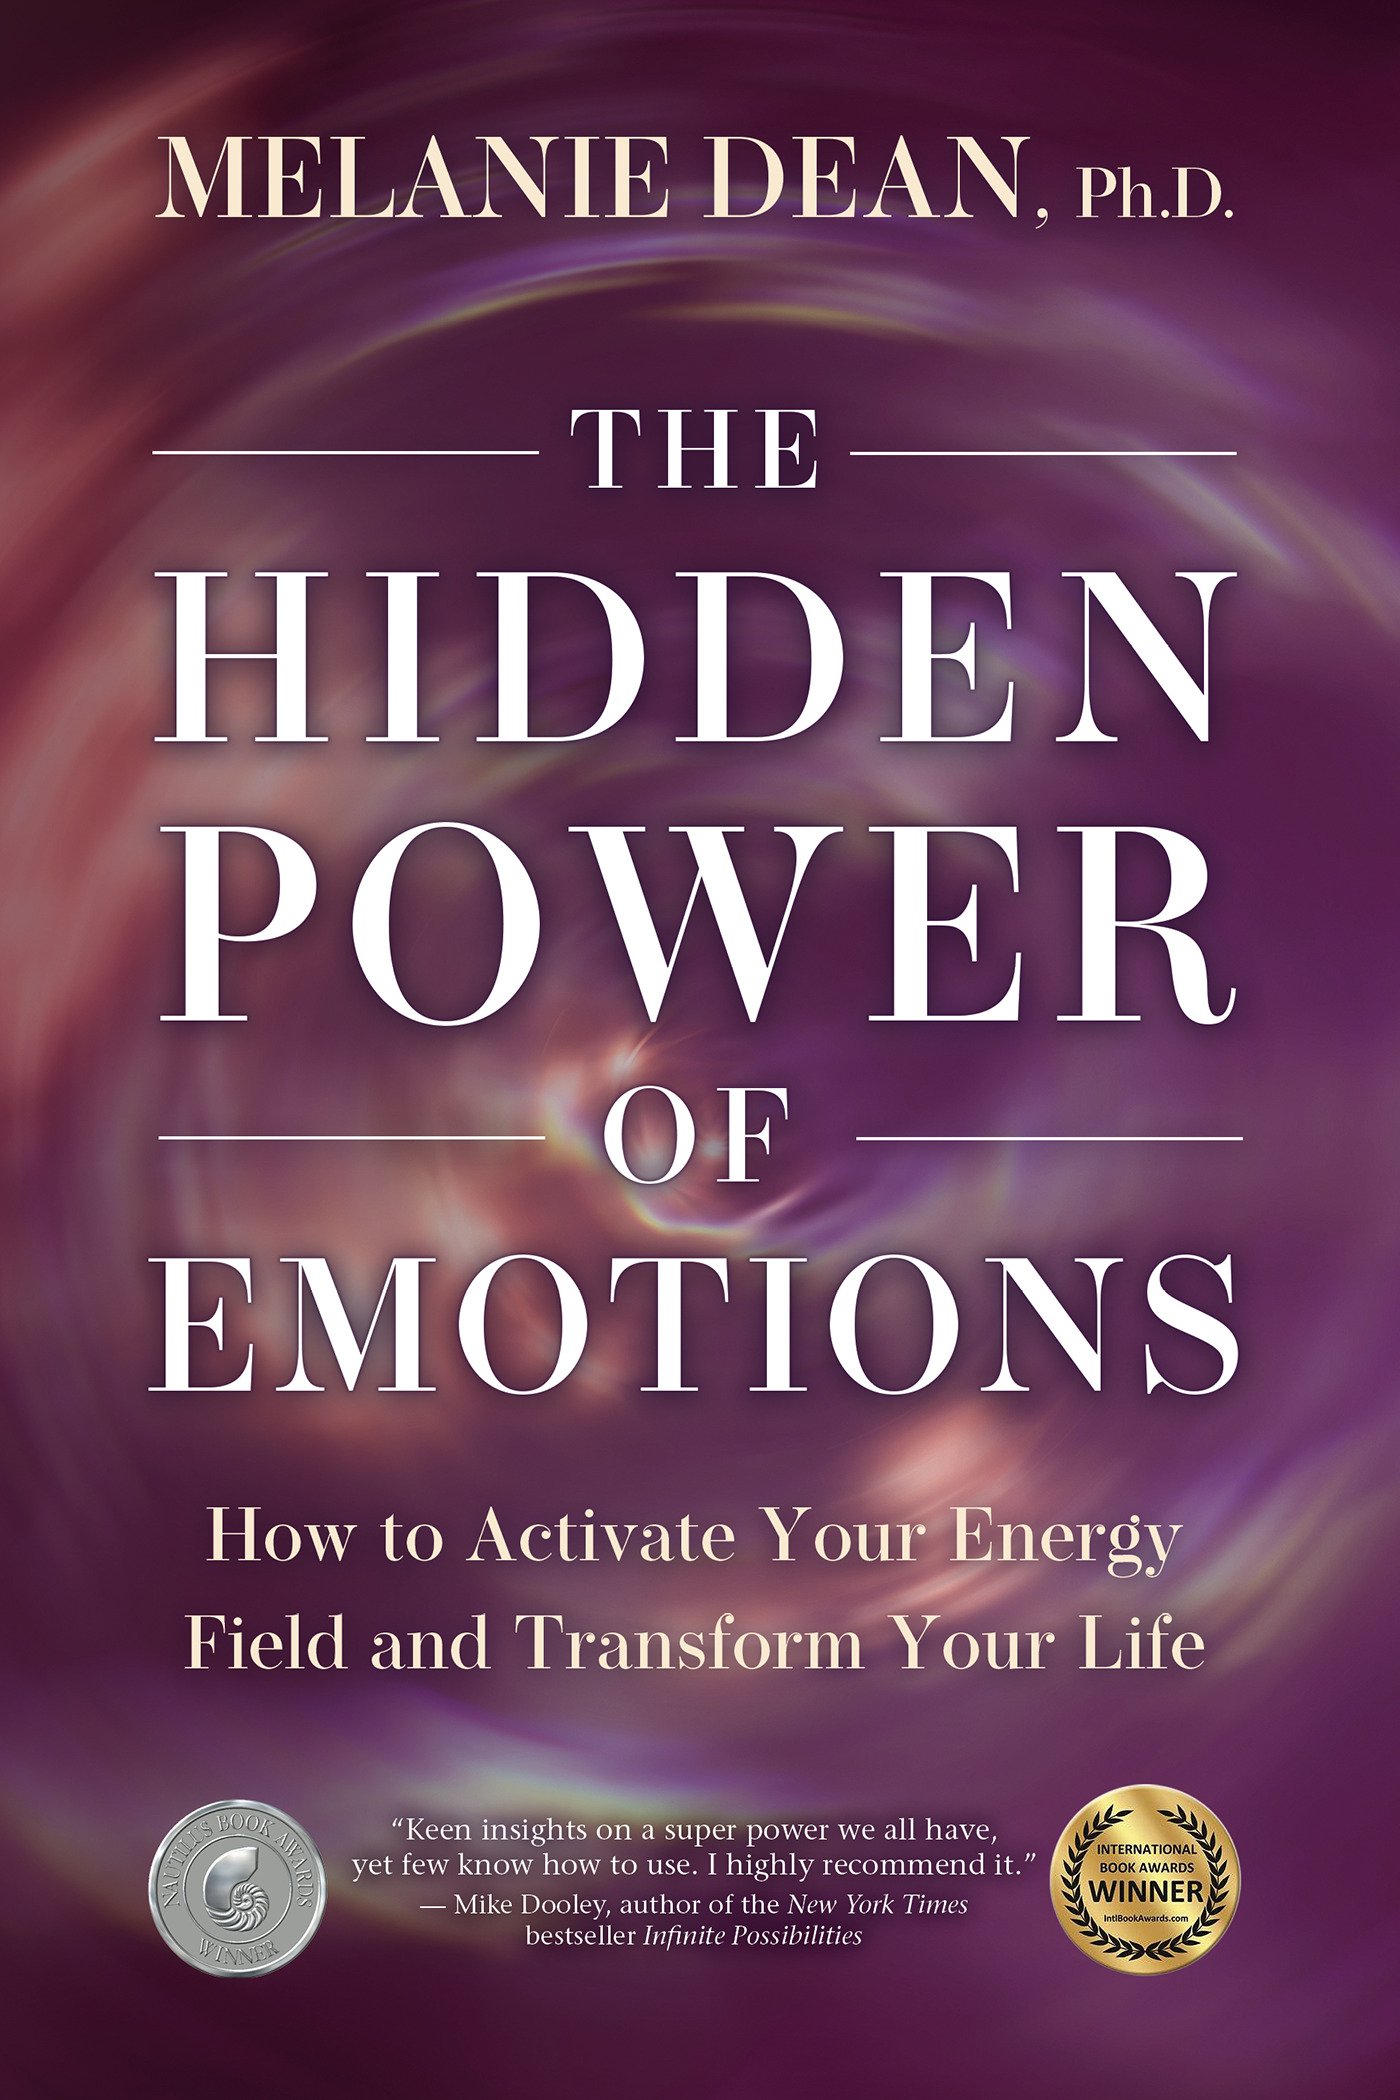 MELANIE DEAN, Ph.D.
THE
HIDDEN
POWER
OF
EMOTIONS
How to Activate Your Energy
Field and Transform Your Life
NAUTILUS BOOK AWARDS
WINNER
“Keen insights on a super power we all have,
yet few know how to use. I highly recommend it.”
— Mike Dooley, author of the New York Times
bestseller Infinite Possibilities
INTERNATIONAL
BOOK AWARDS
WINNER
IntlBookAwards.com